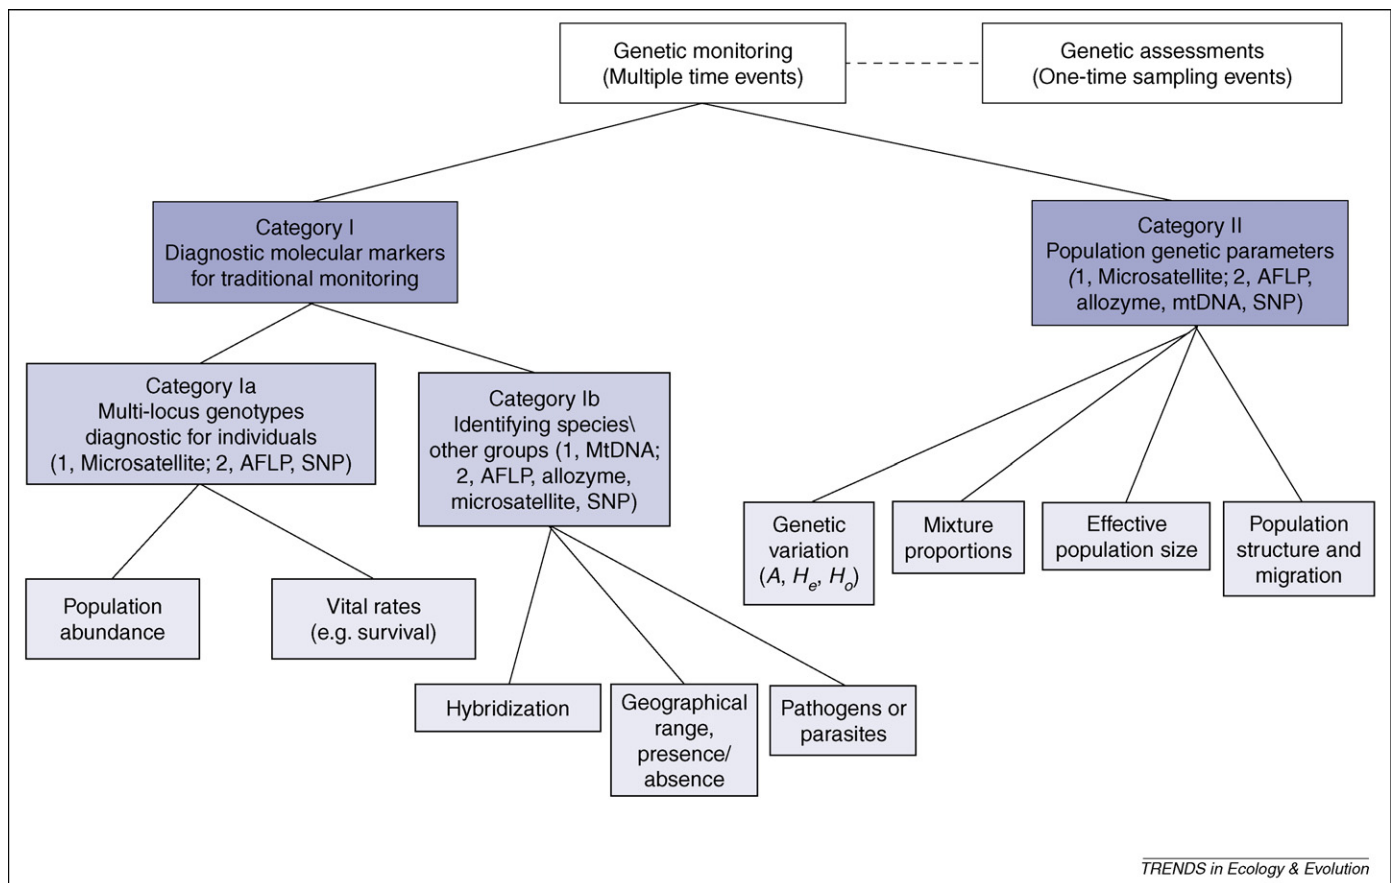 Genetic monitoring
(Multiple time events)
Genetic assessments
(One-time sampling events)
Category I
Diagnostic molecular markers
for traditional monitoring
Category II
Population genetic parameters
(1, Microsatellite; 2, AFLP,
allozyme, mtDNA, SNP)
Category Ia
Multi-locus genotypes
diagnostic for individuals
(1, Microsatellite; 2, AFLP, SNP)
Category Ib
Identifying species\
other groups (1, MtDNA;
2, AFLP, allozyme,
microsatellite, SNP)
Genetic
variation
(A, Hₑ, Hₒ)
Mixture
proportions
Effective
population size
Population
structure and
migration
Population
abundance
Vital rates
(e.g. survival)
Hybridization
Geographical
range,
presence/
absence
Pathogens or
parasites
TRENDS in Ecology & Evolution